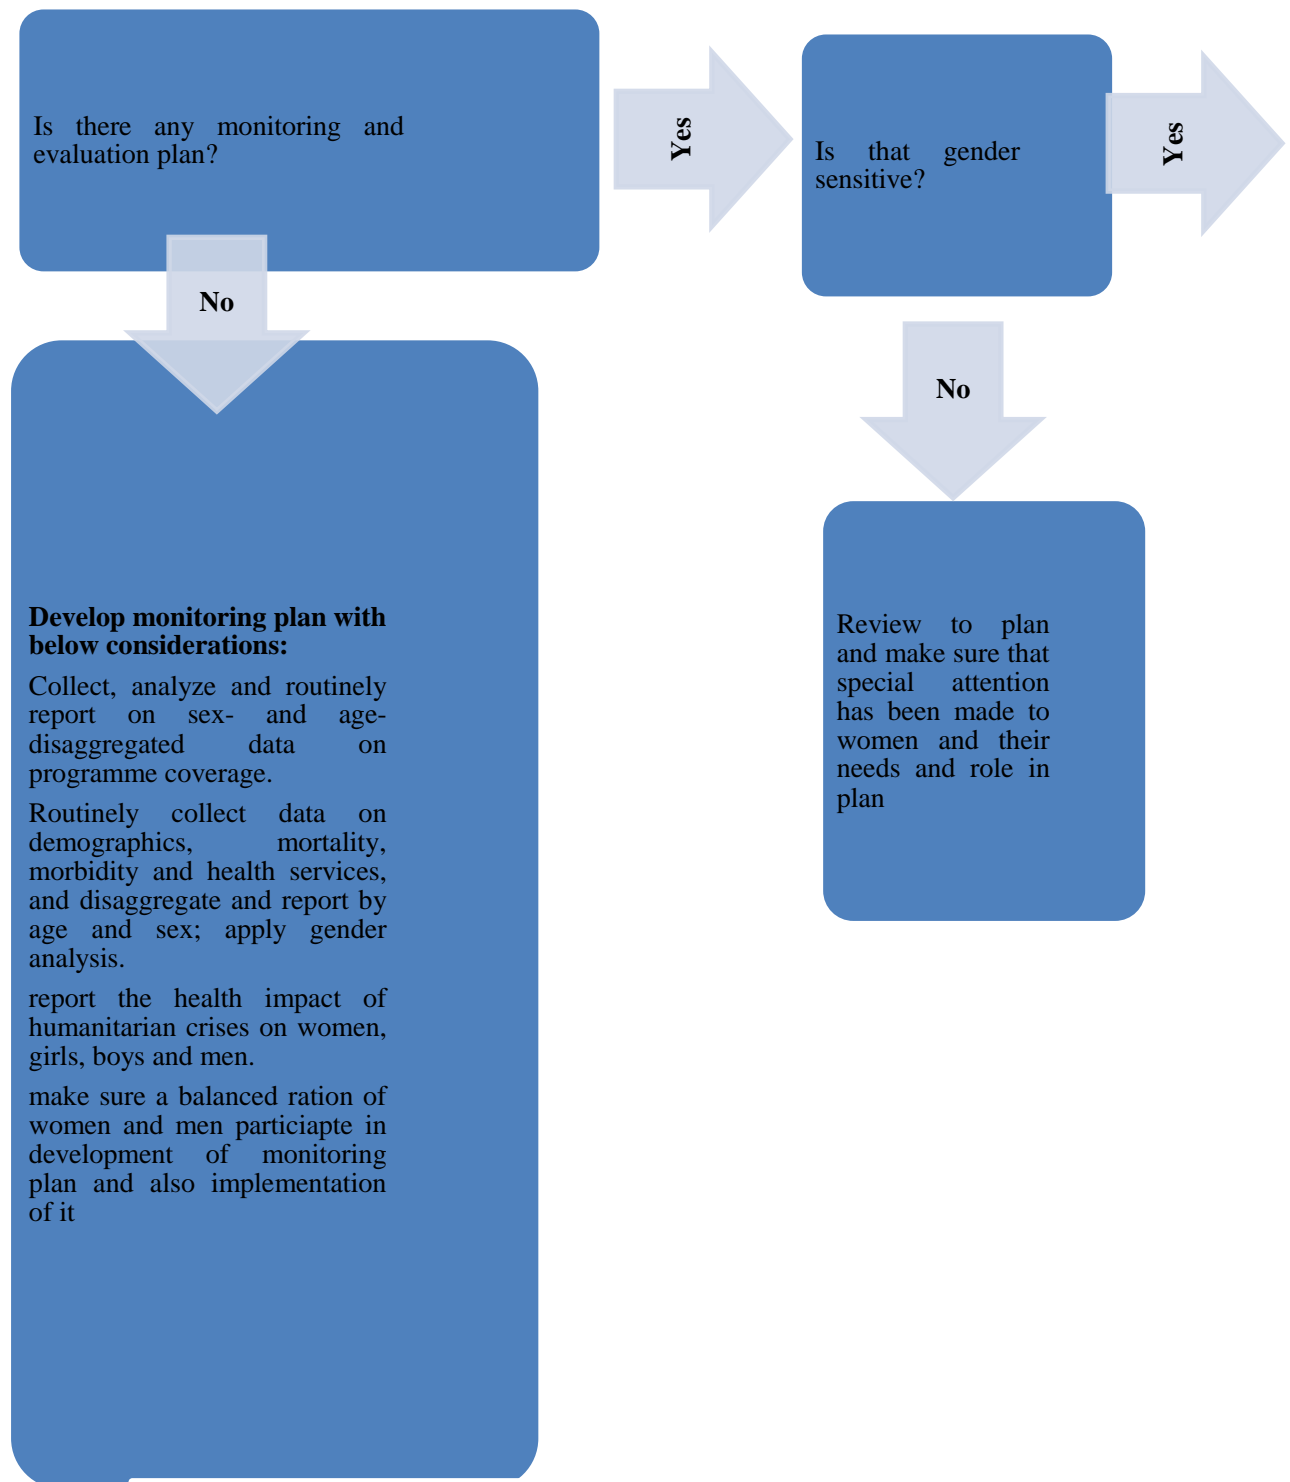 Is there any monitoring and
evaluation plan?
Yes
Is that gender
sensitive?
Yes
No
No
Develop monitoring plan with
below considerations:
Collect, analyze and routinely
report on sex- and age-
disaggregated data on
programme coverage.
Routinely collect data on
demographics, mortality,
morbidity and health services,
and disaggregate and report by
age and sex; apply gender
analysis.
report the health impact of
humanitarian crises on women,
girls, boys and men.
make sure a balanced ration of
women and men particiapte in
development of monitoring
plan and also implementation
of it
Review to plan
and make sure that
special attention
has been made to
women and their
needs and role in
plan